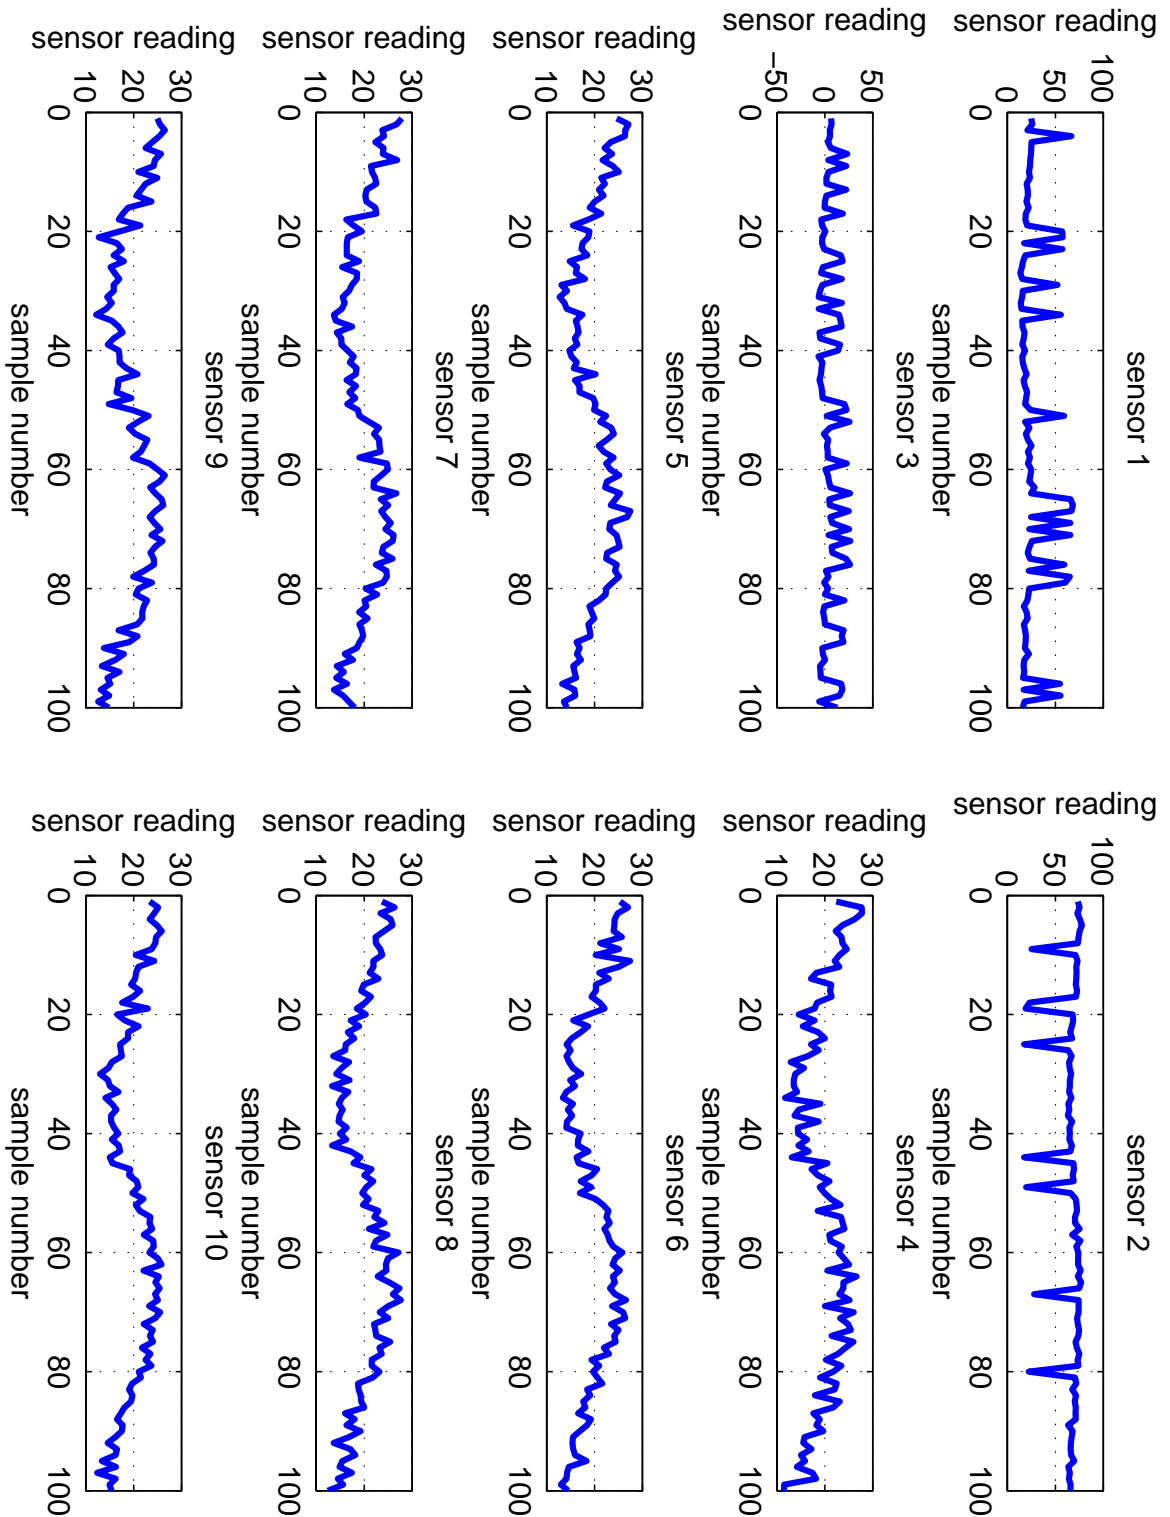 sensor 1
sensor reading
100
50
0
0 20 40 60 80 100
sample number
sensor 2
sensor reading
100
50
0
0 20 40 60 80 100
sample number
sensor 3
sensor reading
50
0
−50
0 20 40 60 80 100
sample number
sensor 4
sensor reading
30
20
10
0 20 40 60 80 100
sample number
sensor 5
sensor reading
30
20
10
0 20 40 60 80 100
sample number
sensor 6
sensor reading
30
20
10
0 20 40 60 80 100
sample number
sensor 7
sensor reading
30
20
10
0 20 40 60 80 100
sample number
sensor 8
sensor reading
30
20
10
0 20 40 60 80 100
sample number
sensor 9
sensor reading
30
20
10
0 20 40 60 80 100
sample number
sensor 10
sensor reading
30
20
10
0 20 40 60 80 100
sample number